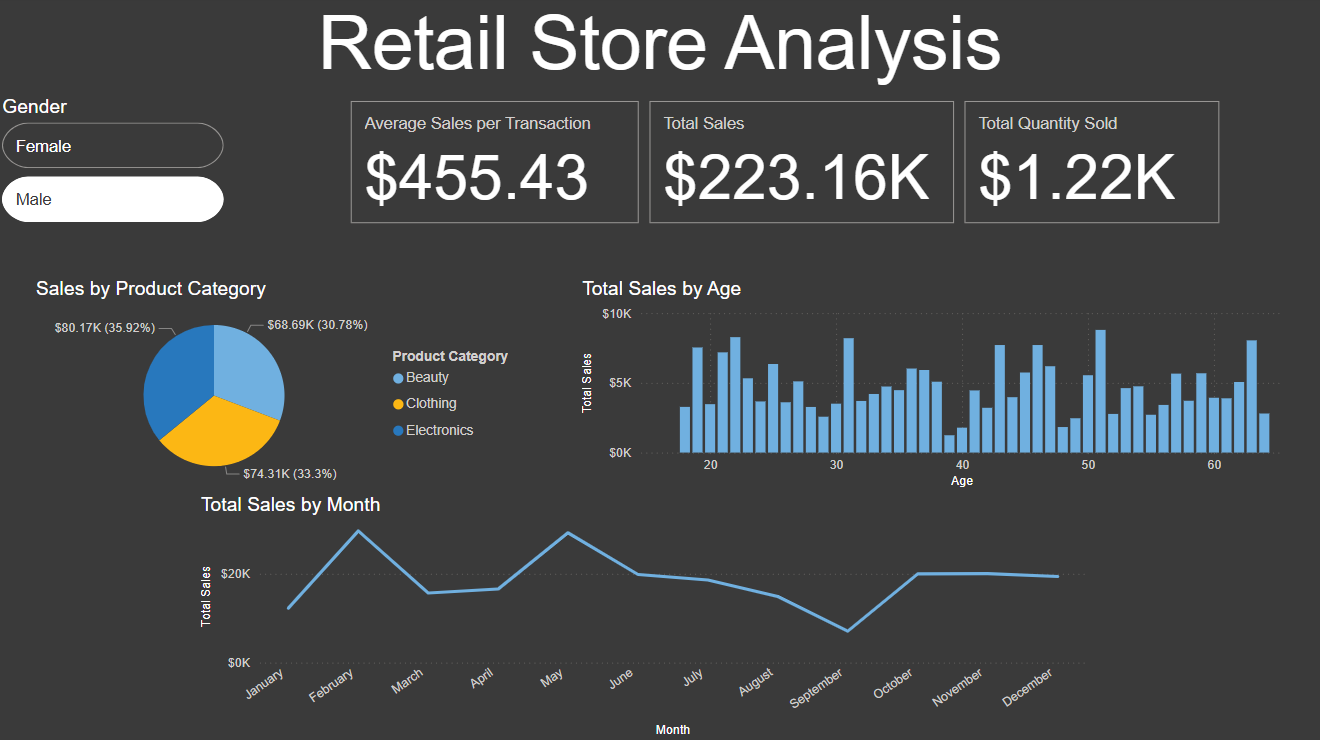 Retail Store Analysis
Gender
Female
Male
Average Sales per Transaction
$455.43
Total Sales
$223.16K
Total Quantity Sold
$1.22K
Sales by Product Category
$80.17K (35.92%)
$68.69K (30.78%)
$74.31K (33.3%)
Product Category
Beauty
Clothing
Electronics
Total Sales by Age
Total Sales
$10K
$5K
$0K
20 30 40 50 60
Age
Total Sales by Month
Total Sales
$20K
$0K
January February March April May June July August September October November December
Month